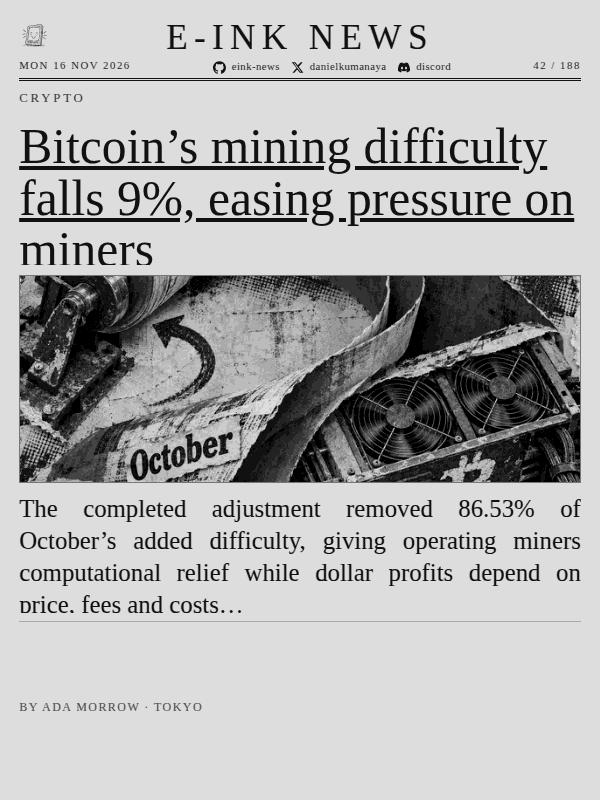 E-INK NEWS
MON 16 NOV 2026
eink-news danielkumanaya discord
42 / 188
CRYPTO
Bitcoin’s mining difficulty
falls 9%, easing pressure on
miners
October
The completed adjustment removed 86.53% of
October’s added difficulty, giving operating miners
computational relief while dollar profits depend on
price, fees and costs…
BY ADA MORROW · TOKYO